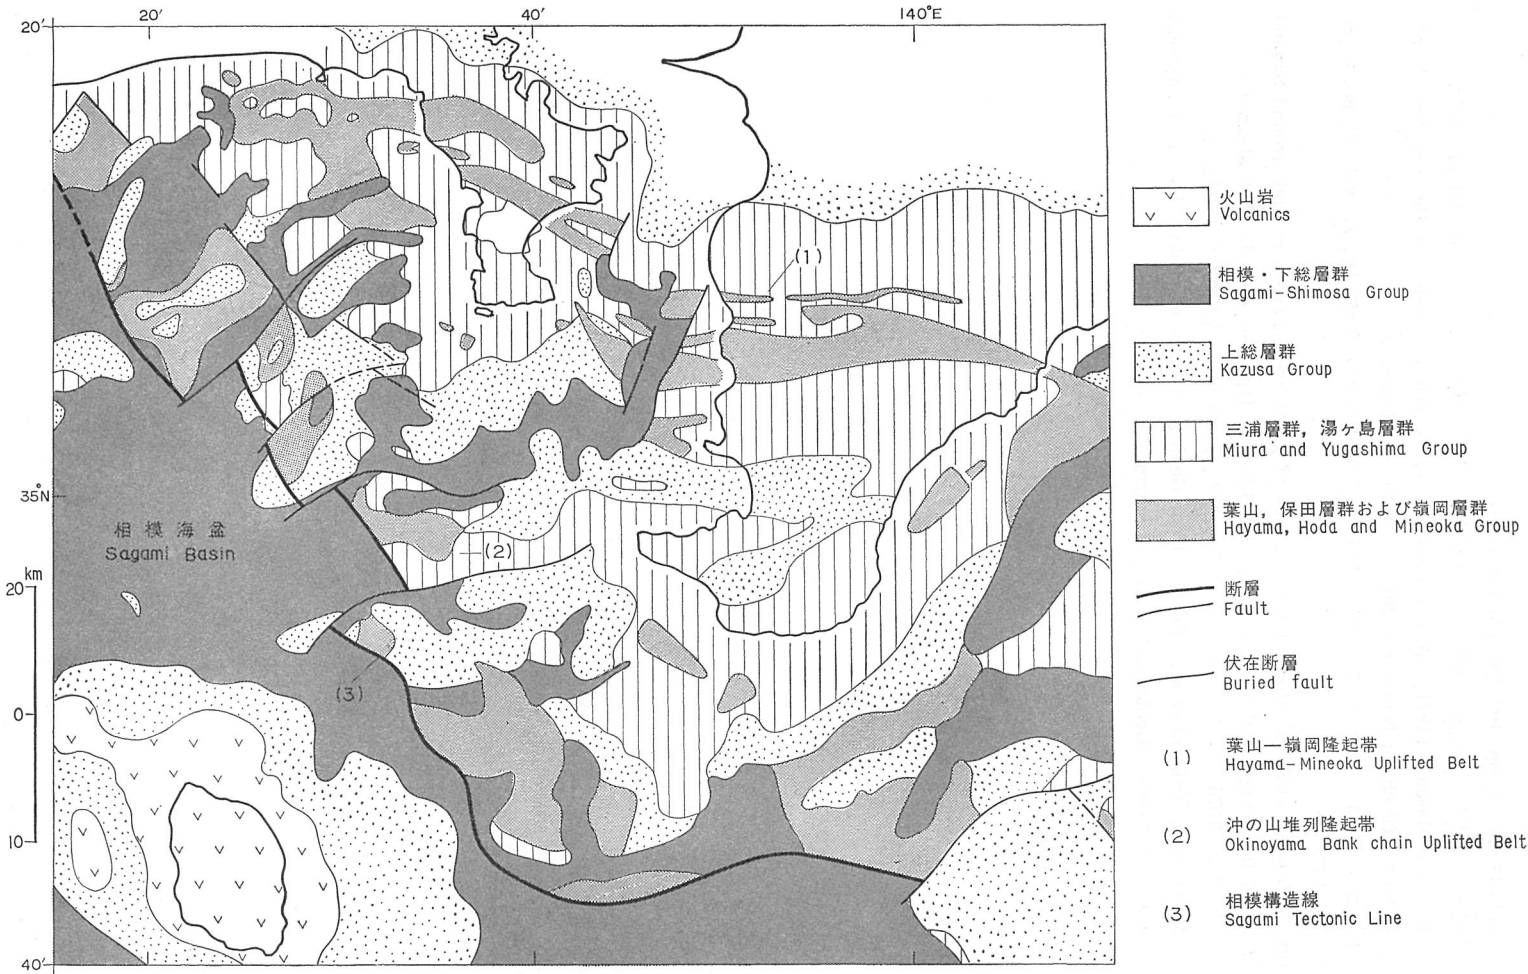 20′
40′
140°E
20′
35°N
40′
km
20
0
10
相模海盆
Sagami Basin
(1)
(2)
(3)
火山岩
Volcanics
相模・下総層群
Sagami-Shimosa Group
上総層群
Kazusa Group
三浦層群，湯ヶ島層群
Miura and Yugashima Group
葉山，保田層群および嶺岡層群
Hayama, Hoda and Mineoka Group
断層
Fault
伏在断層
Buried fault
(1) 葉山―嶺岡隆起帯
Hayama-Mineoka Uplifted Belt
(2) 沖の山堆列隆起帯
Okinoyama Bank chain Uplifted Belt
(3) 相模構造線
Sagami Tectonic Line